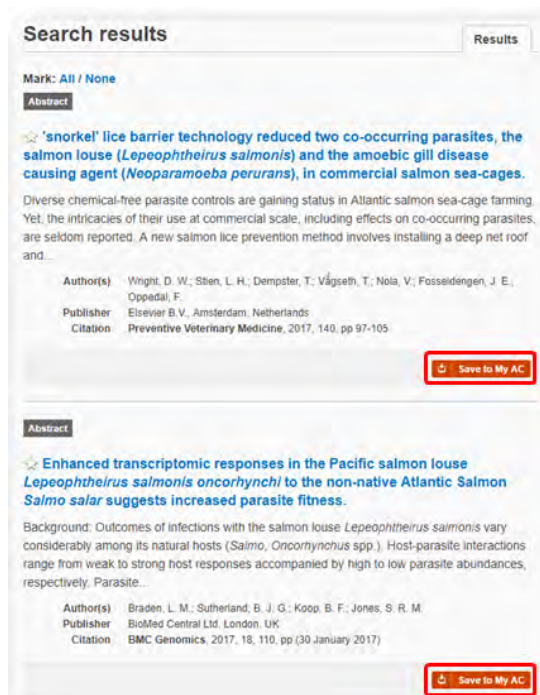 Search results
Results
Mark: All / None
Abstract
'snorkel' lice barrier technology reduced two co-occurring parasites, the
salmon louse (Lepeophtheirus salmonis) and the amoebic gill disease
causing agent (Neoparamoeba perurans), in commercial salmon sea-cages.
Diverse chemical-free parasite controls are gaining status in Atlantic salmon sea-cage farming.
Yet, the intricacies of their use at commercial scale, including effects on co-occurring parasites,
are seldom reported. A new salmon lice prevention method involves installing a deep net roof
and...
Author(s) Wright, D. W.; Stien, L. H.; Dempster, T.; Vågseth, T.; Nola, V.; Fosseidengen, J. E.;
Oppedal, F.
Publisher Elsevier B.V., Amsterdam, Netherlands
Citation Preventive Veterinary Medicine, 2017, 140, pp 97-105
Save to My AC
Abstract
Enhanced transcriptomic responses in the Pacific salmon louse
Lepeophtheirus salmonis oncorhynchi to the non-native Atlantic Salmon
Salmo salar suggests increased parasite fitness.
Background: Outcomes of infections with the salmon louse Lepeophtheirus salmonis vary
considerably among its natural hosts (Salmo, Oncorhynchus spp.). Host-parasite interactions
range from weak to strong host responses accompanied by high to low parasite abundances,
respectively. Parasite...
Author(s) Braden, L. M.; Sutherland, B. J. G.; Koop, B. F.; Jones, S. R. M.
Publisher BioMed Central Ltd, London, UK
Citation BMC Genomics, 2017, 18, 110, pp (30 January 2017)
Save to My AC